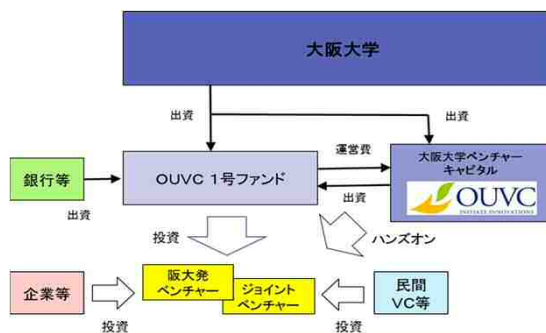 大阪大学
出資
出資
運営費
銀行等
出資
OUVC 1号ファンド
出資
大阪大学ベンチャー
キャピタル
OUVC
INITIATE INNOVATIONS
投資
ハンズオン
企業等
投資
阪大発
ベンチャー
ジョイント
ベンチャー
投資
民間
VC等